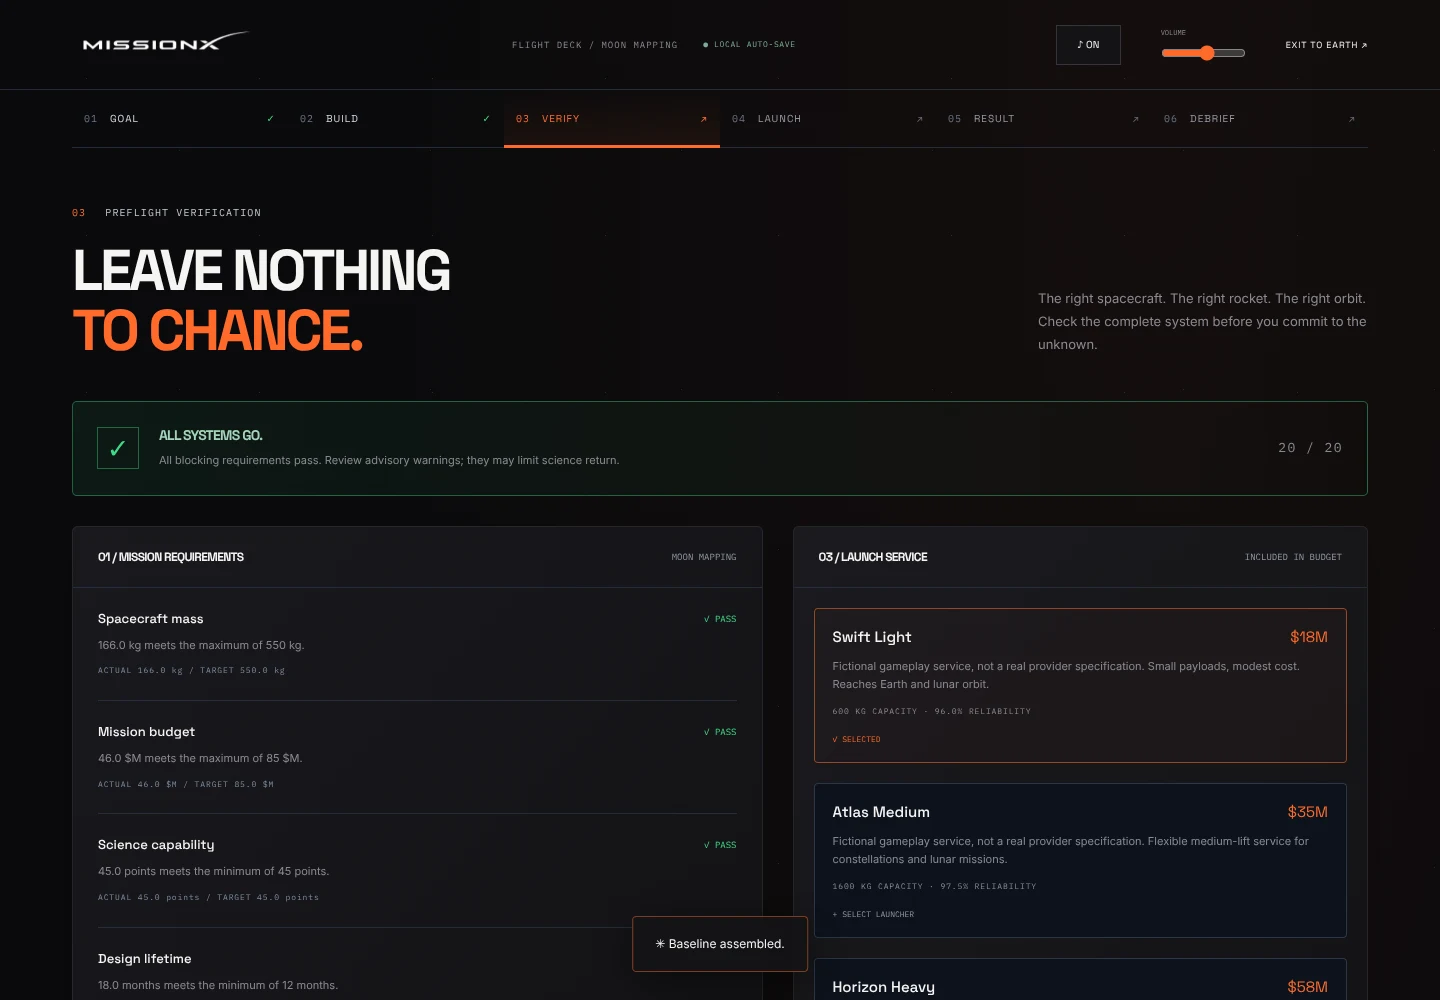 MISSIONX
FLIGHT DECK / MOON MAPPING
● LOCAL AUTO-SAVE
♪ ON
VOLUME
EXIT TO EARTH ↗
01 GOAL ✓
02 BUILD ✓
03 VERIFY ↗
04 LAUNCH ↗
05 RESULT ↗
06 DEBRIEF ↗
03 PREFLIGHT VERIFICATION
LEAVE NOTHING
TO CHANCE.
The right spacecraft. The right rocket. The right orbit.
Check the complete system before you commit to the
unknown.
✓
ALL SYSTEMS GO.
All blocking requirements pass. Review advisory warnings; they may limit science return.
20 / 20
01 / MISSION REQUIREMENTS
MOON MAPPING
Spacecraft mass
√ PASS
166.0 kg meets the maximum of 550 kg.
ACTUAL 166.0 kg / TARGET 550.0 kg
Mission budget
√ PASS
46.0 $M meets the maximum of 85 $M.
ACTUAL 46.0 $M / TARGET 85.0 $M
Science capability
√ PASS
45.0 points meets the minimum of 45 points.
ACTUAL 45.0 points / TARGET 45.0 points
Design lifetime
18.0 months meets the minimum of 12 months.
03 / LAUNCH SERVICE
INCLUDED IN BUDGET
Swift Light
$18M
Fictional gameplay service, not a real provider specification. Small payloads, modest cost.
Reaches Earth and lunar orbit.
600 KG CAPACITY · 96.0% RELIABILITY
√ SELECTED
Atlas Medium
$35M
Fictional gameplay service, not a real provider specification. Flexible medium-lift service for
constellations and lunar missions.
1600 KG CAPACITY · 97.5% RELIABILITY
+ SELECT LAUNCHER
Horizon Heavy
$58M
✳ Baseline assembled.